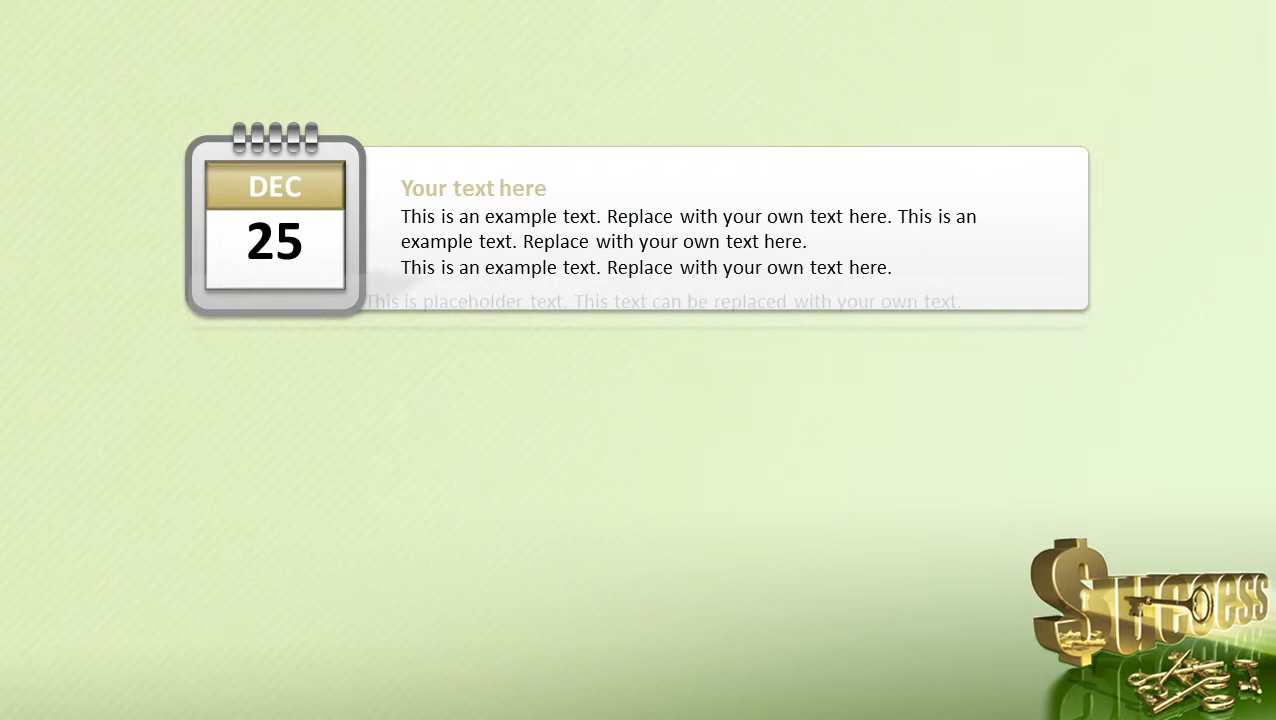 DEC
25
Your text here
This is an example text. Replace with your own text here. This is an
example text. Replace with your own text here.
This is an example text. Replace with your own text here.
This is placeholder text. This text can be replaced with your own text.
$uccess